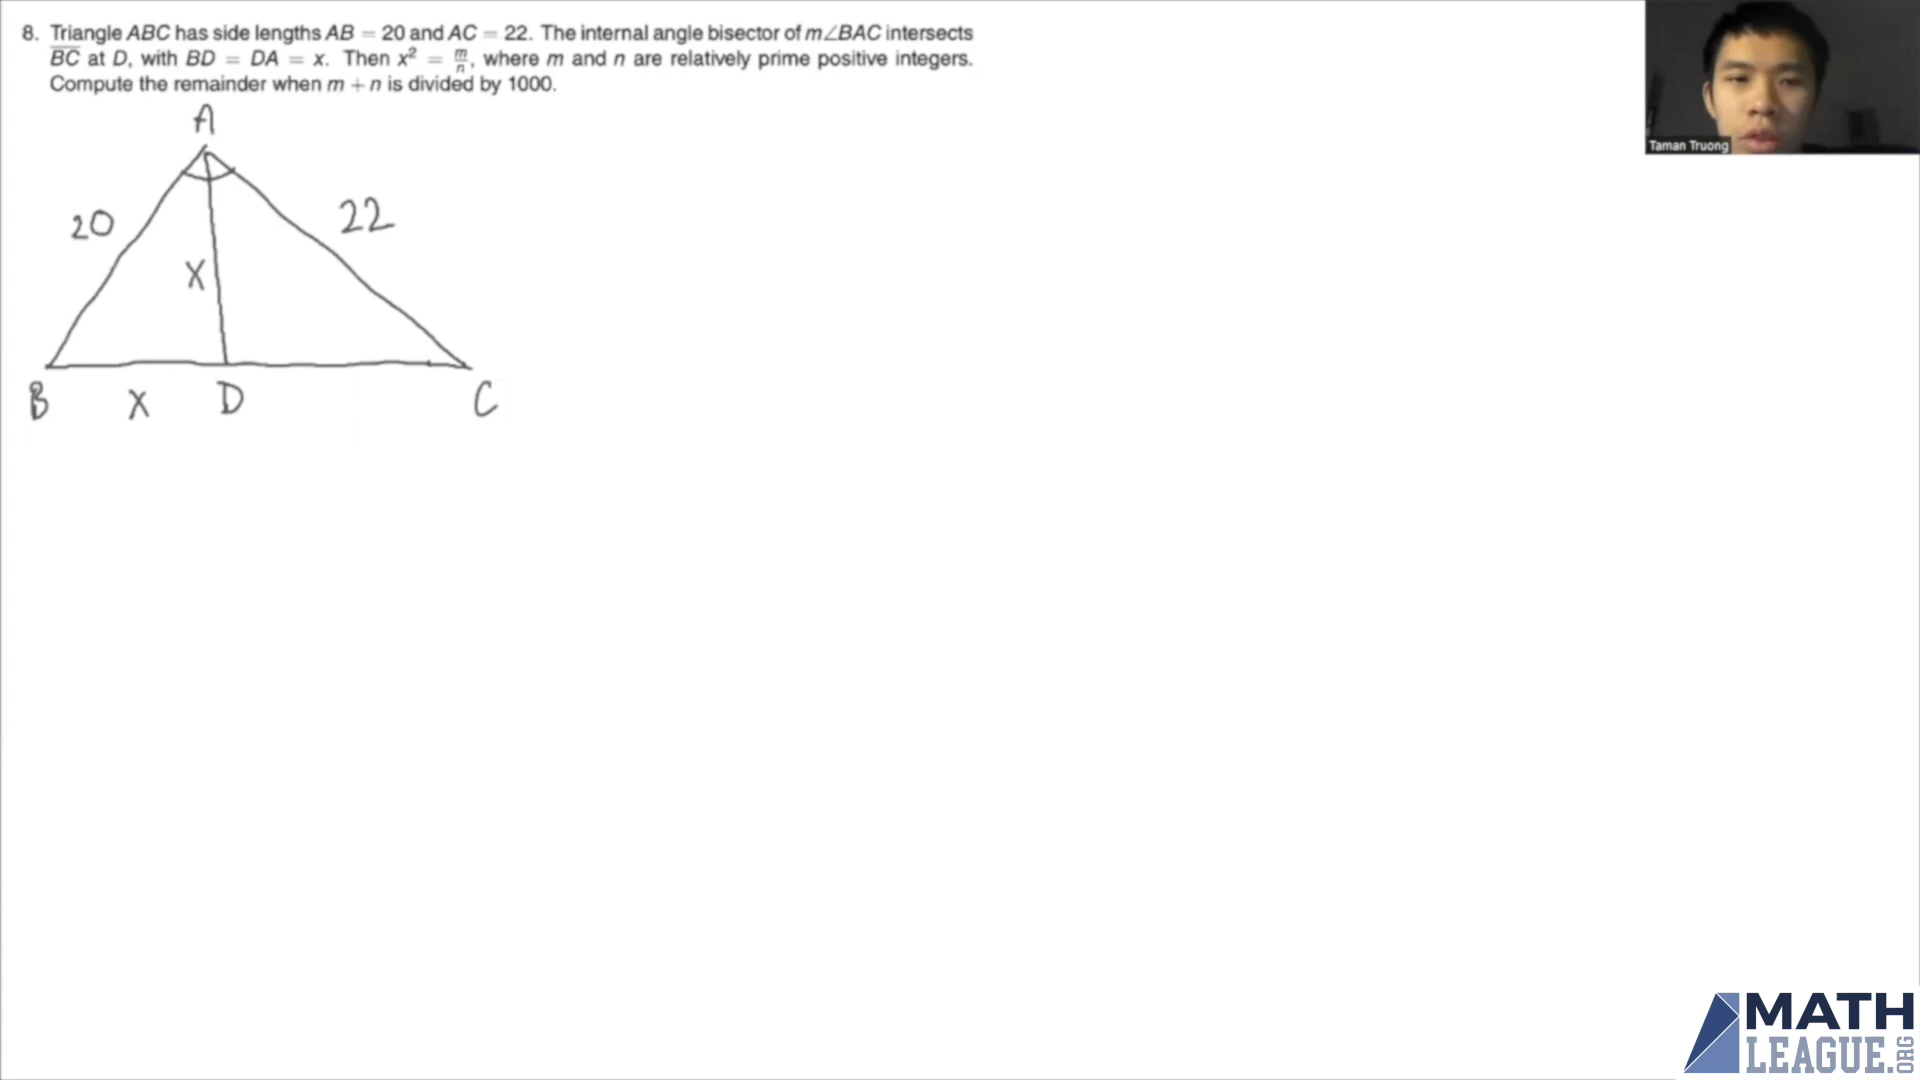 8. Triangle ABC has side lengths AB = 20 and AC = 22. The internal angle bisector of m∠BAC intersects
B̅C̅ at D, with BD = DA = x. Then x² = m/n, where m and n are relatively prime positive integers.
Compute the remainder when m + n is divided by 1000.
A
20
22
X
B
X
D
C
Taman Truong
MATH
LEAGUE.ORG